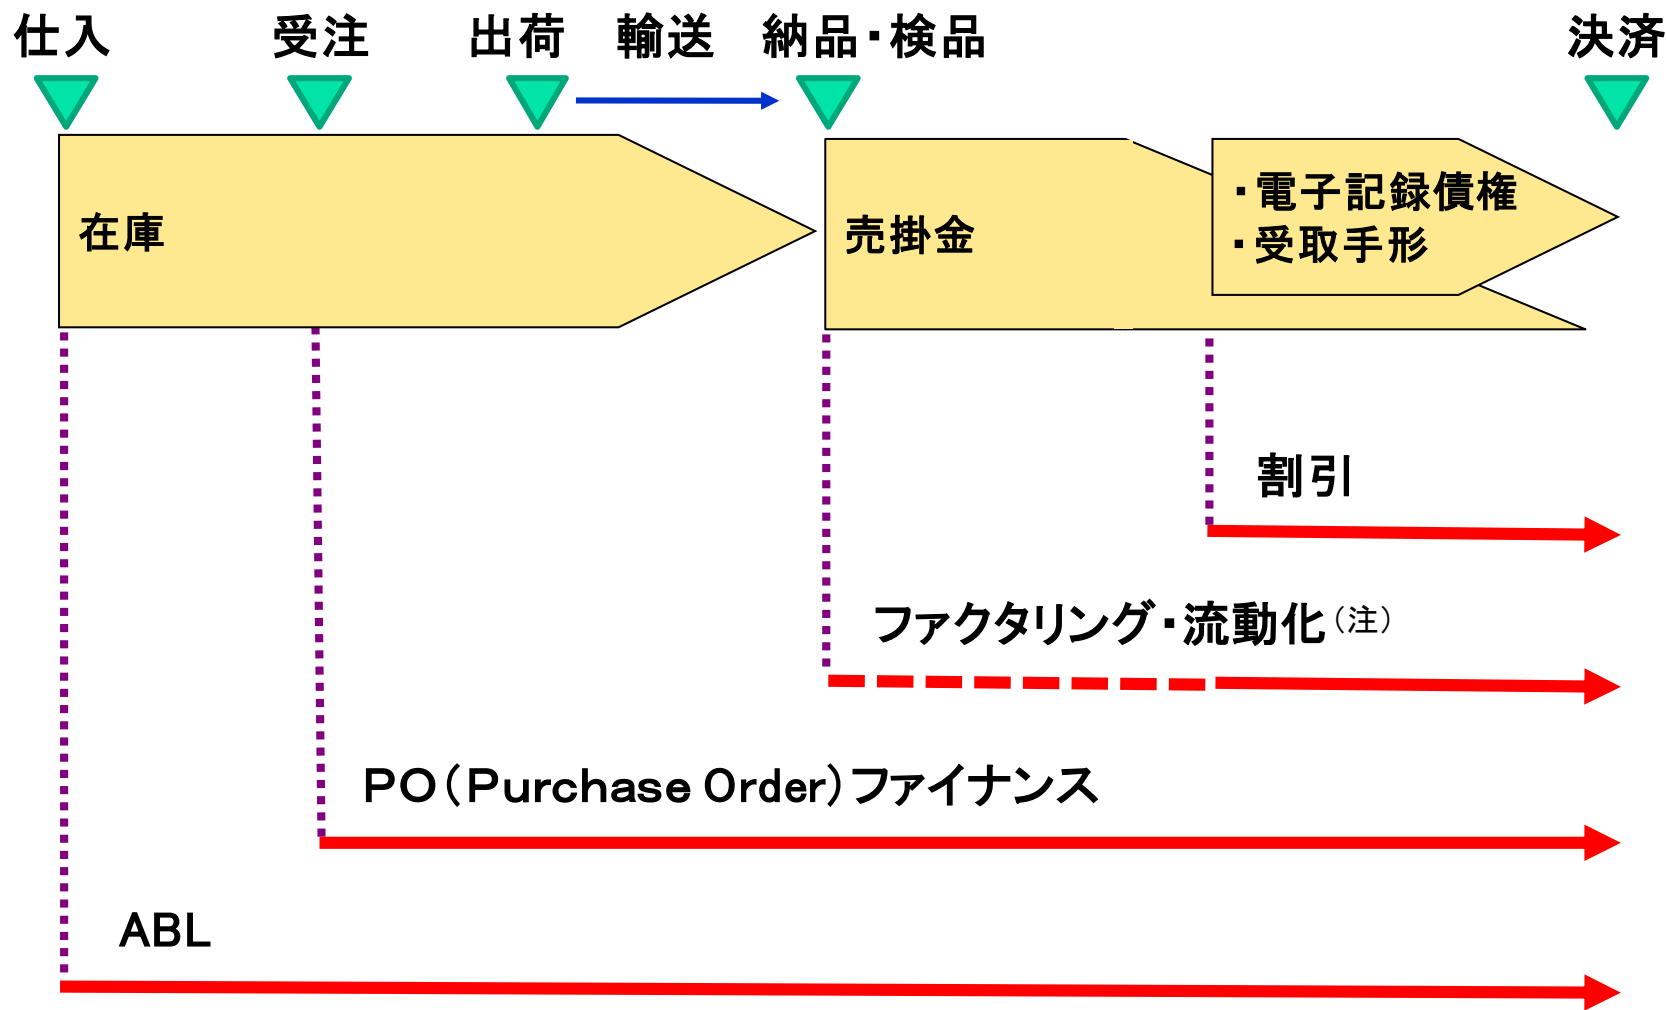 仕入 受注 出荷 輸送 納品・検品 決済
在庫
売掛金
・電子記録債権
・受取手形
割引
ファクタリング・流動化（注）
PO（Purchase Order）ファイナンス
ABL